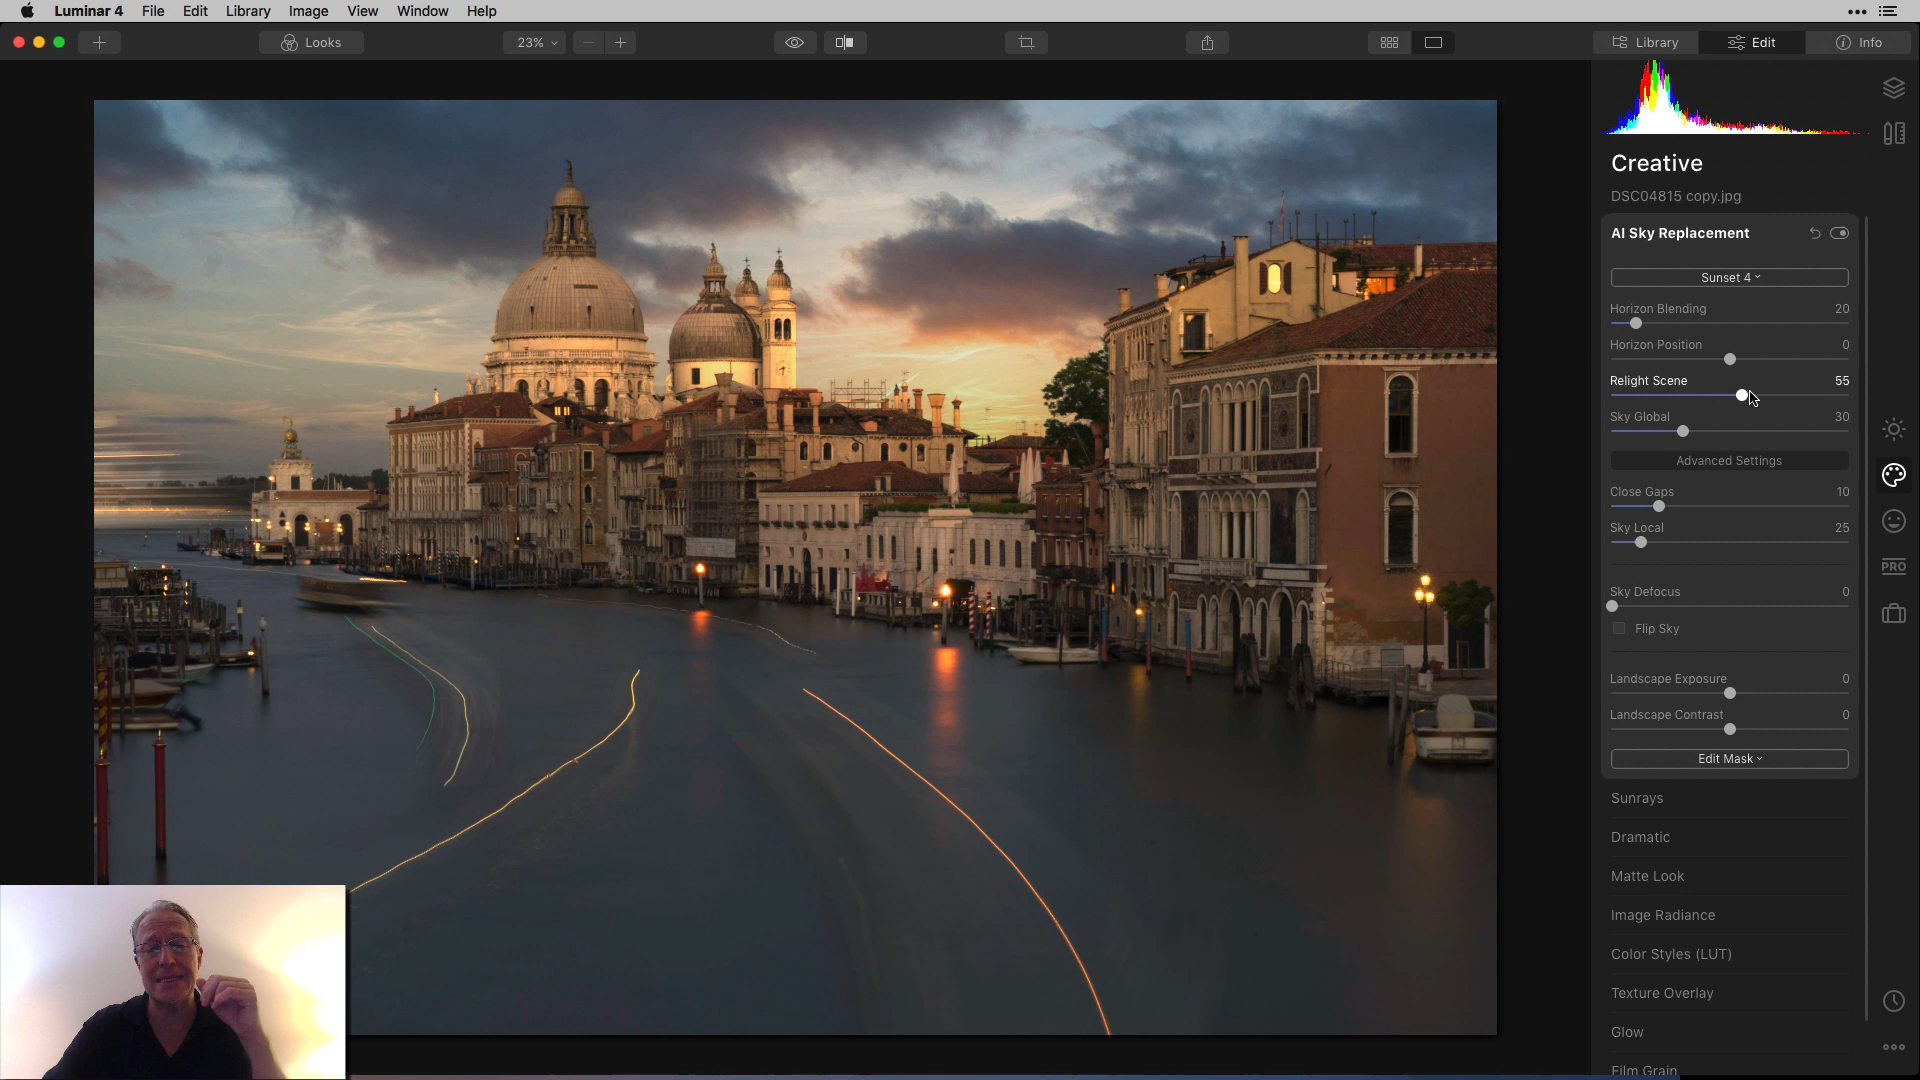 Luminar 4 File Edit Library Image View Window Help
Looks 23% Library Edit Info
Creative
DSC04815 copy.jpg
AI Sky Replacement
Sunset 4
Horizon Blending 20
Horizon Position 0
Relight Scene 55
Sky Global 30
Advanced Settings
Close Gaps 10
Sky Local 25
Sky Defocus 0
Flip Sky
Landscape Exposure 0
Landscape Contrast 0
Edit Mask
Sunrays
Dramatic
Matte Look
Image Radiance
Color Styles (LUT)
Texture Overlay
Glow
Film Grain
PRO